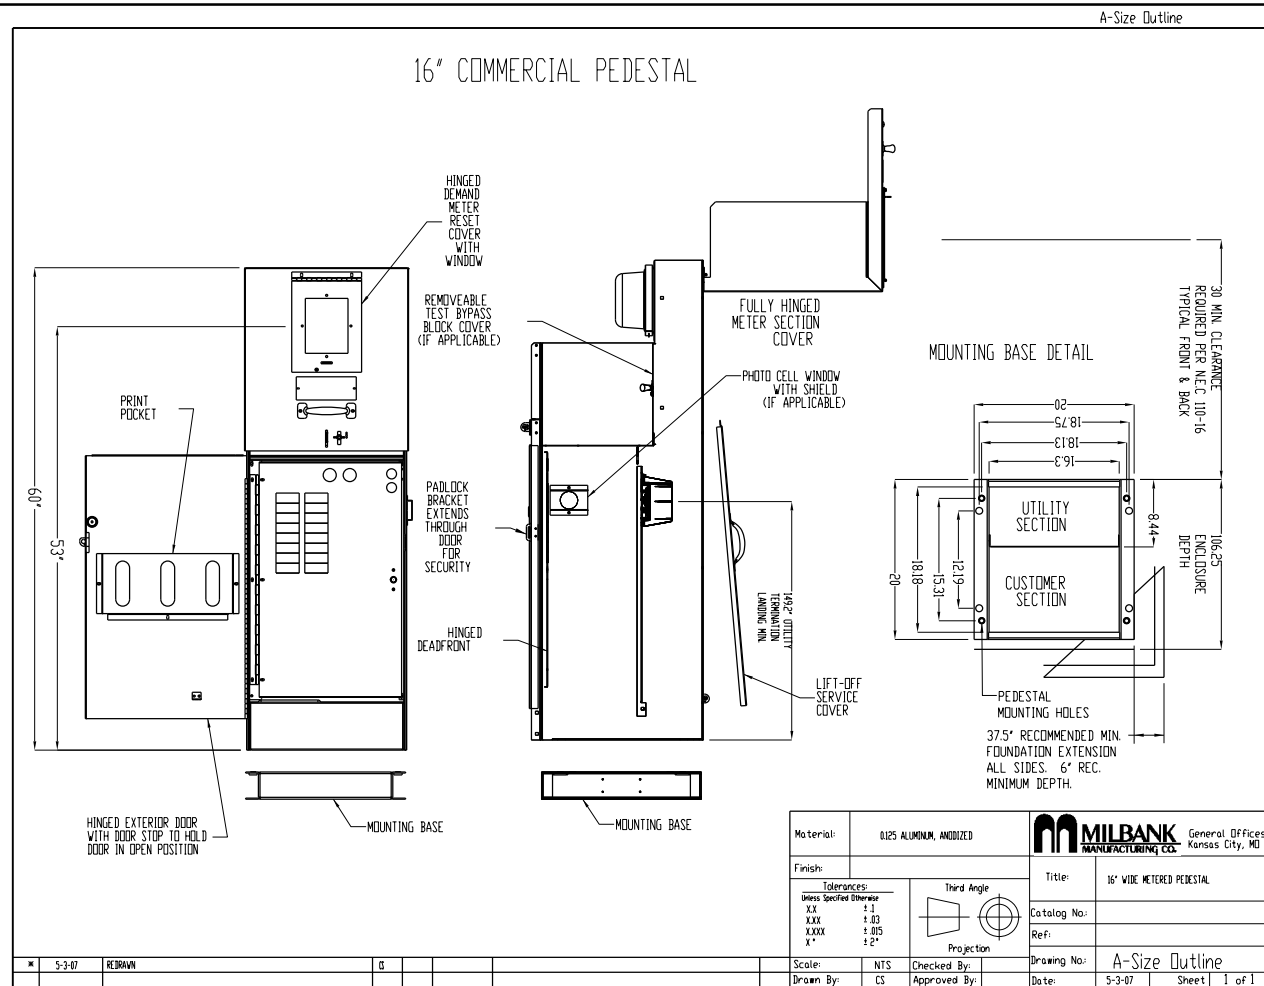 A-Size Outline
16" COMMERCIAL PEDESTAL
HINGED
DEMAND
METER
RESET
COVER
WITH
WINDOW
REMOVEABLE
TEST BYPASS
BLOCK COVER
(IF APPLICABLE)
FULLY HINGED
METER SECTION
COVER
PHOTO CELL WINDOW
WITH SHIELD
(IF APPLICABLE)
PRINT
POCKET
PADLOCK
BRACKET
EXTENDS
THROUGH
DOOR
FOR
SECURITY
HINGED
DEADFRONT
60"
53"
149.2" UTILITY
TERMINATION
LANDING MIN.
LIFT-OFF
SERVICE
COVER
HINGED EXTERIOR DOOR
WITH DOOR STOP TO HOLD
DOOR IN OPEN POSITION
MOUNTING BASE
MOUNTING BASE
MOUNTING BASE DETAIL
30 MIN. CLEARANCE
REQUIRED PER N.E.C 110-16
TYPICAL FRONT & BACK
20
18.75
18.13
16.3
UTILITY
SECTION
CUSTOMER
SECTION
8.44
20
18.18
15.31
12.19
106.25
ENCLOSURE
DEPTH
PEDESTAL
MOUNTING HOLES
37.5" RECOMMENDED MIN.
FOUNDATION EXTENSION
ALL SIDES. 6" REC.
MINIMUM DEPTH.
Material: 0.125 ALUMINUN, ANODIZED
MILBANK
MANUFACTURING CO.
General Offices
Kansas City, MO
Finish:
Title: 16" WIDE METERED PEDESTAL
Tolerances:
Unless Specified Otherwise
X.X ± .1
X.XX ± .03
X.XXX ± .015
X ° ± 2°
Third Angle
Projection
Catalog No.:
Ref:
Drawing No.: A-Size Outline
Scale: NTS
Checked By:
Drawn By: CS
Approved By:
Date: 5-3-07 Sheet 1 of 1
* 5-3-07 REDRAWN CS